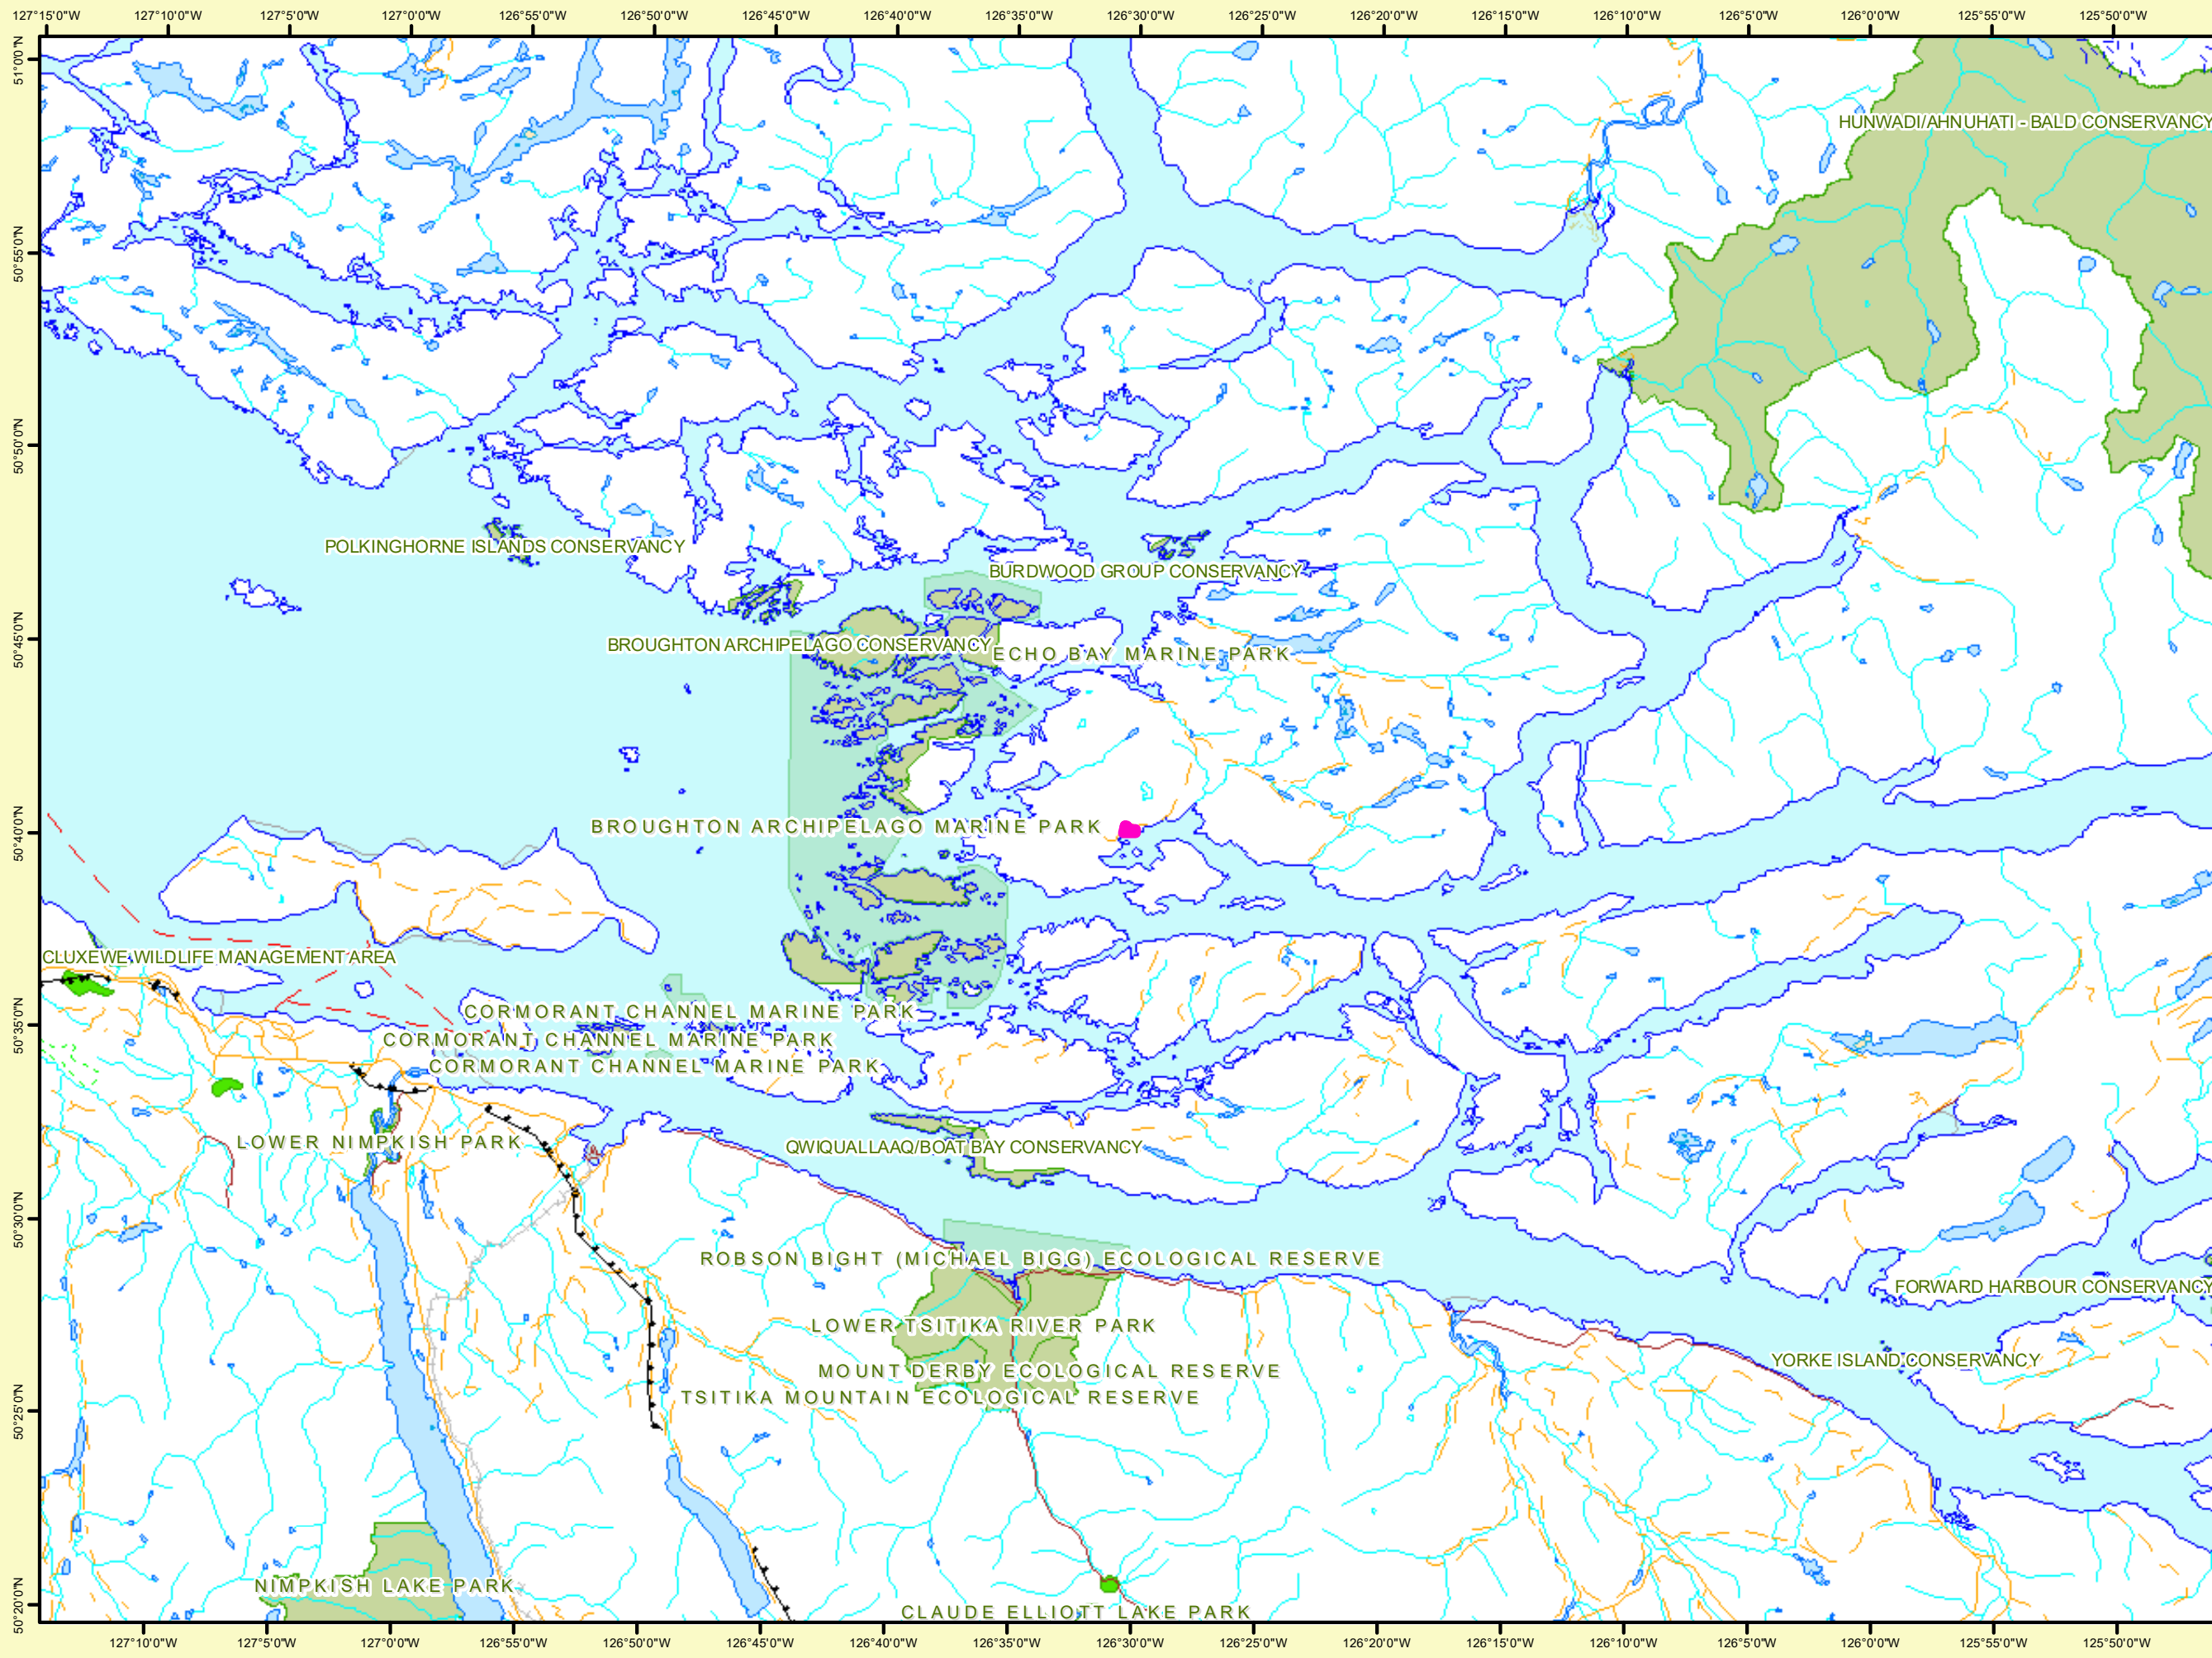 127°15'0"W 127°10'0"W 127°5'0"W 127°0'0"W 126°55'0"W 126°50'0"W 126°45'0"W 126°40'0"W 126°35'0"W 126°30'0"W 126°25'0"W 126°20'0"W 126°15'0"W 126°10'0"W 126°5'0"W 126°0'0"W 125°55'0"W 125°50'0"W
51°0'0"N
HUNWADI/AHNUHATI - BALD CONSERVANCY
50°55'0"N
50°50'0"N
POLKINGHORNE ISLANDS CONSERVANCY
BURDWOOD GROUP CONSERVANCY
50°45'0"N
BROUGHTON ARCHIPELAGO CONSERVANCY
ECHO BAY MARINE PARK
50°40'0"N
BROUGHTON ARCHIPELAGO MARINE PARK
CLUXEWE WILDLIFE MANAGEMENT AREA
50°35'0"N
CORMORANT CHANNEL MARINE PARK
CORMORANT CHANNEL MARINE PARK
CORMORANT CHANNEL MARINE PARK
LOWER NIMPKISH PARK
QWIQUALLAAQ/BOAT BAY CONSERVANCY
50°30'0"N
ROBSON BIGHT (MICHAEL BIGG) ECOLOGICAL RESERVE
FORWARD HARBOUR CONSERVANCY
LOWER TSITIKA RIVER PARK
YORKE ISLAND CONSERVANCY
MOUNT DERBY ECOLOGICAL RESERVE
50°25'0"N
TSITIKA MOUNTAIN ECOLOGICAL RESERVE
NIMPKISH LAKE PARK
50°20'0"N
CLAUDE ELLIOTT LAKE PARK
127°10'0"W 127°5'0"W 127°0'0"W 126°55'0"W 126°50'0"W 126°45'0"W 126°40'0"W 126°35'0"W 126°30'0"W 126°25'0"W 126°20'0"W 126°15'0"W 126°10'0"W 126°5'0"W 126°0'0"W 125°55'0"W 125°50'0"W